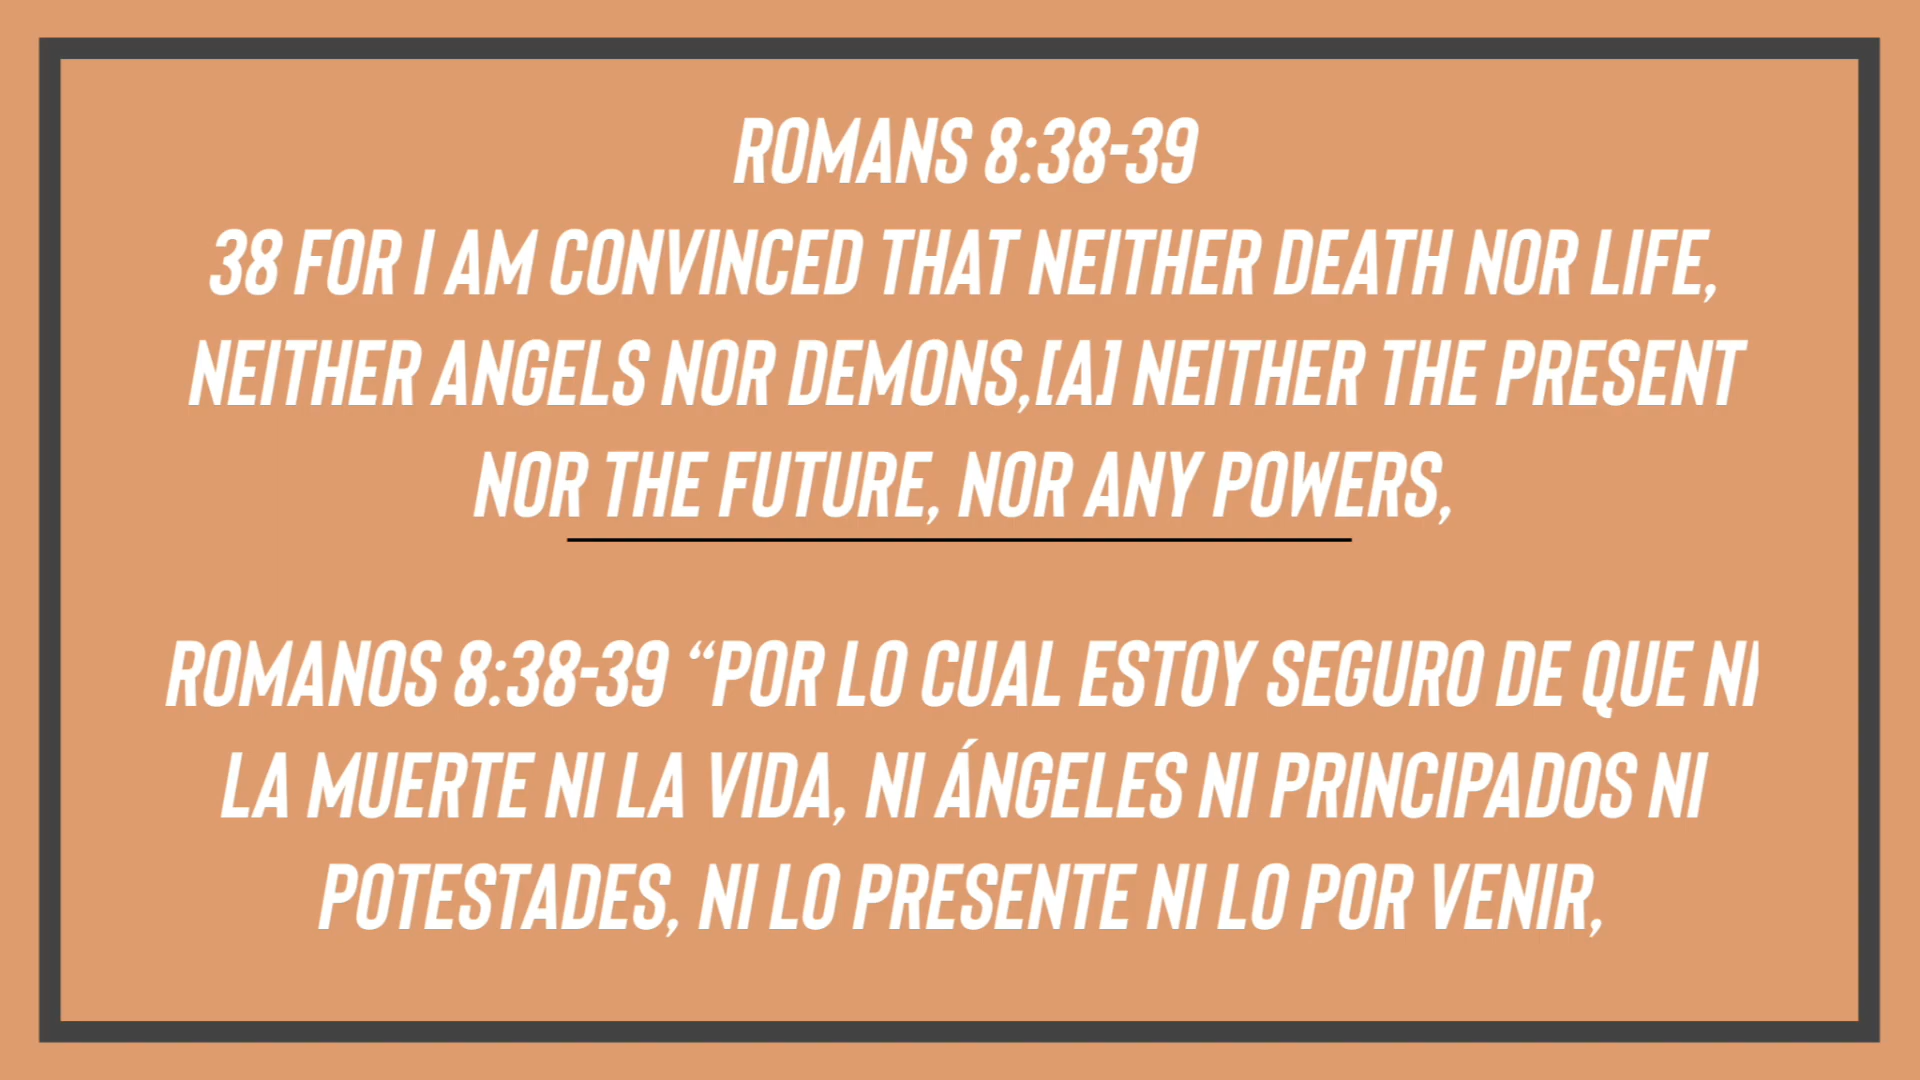 ROMANS 8:38-39
38 FOR I AM CONVINCED THAT NEITHER DEATH NOR LIFE,
NEITHER ANGELS NOR DEMONS,[A] NEITHER THE PRESENT
NOR THE FUTURE, NOR ANY POWERS,
ROMANOS 8:38-39 “POR LO CUAL ESTOY SEGURO DE QUE NI
LA MUERTE NI LA VIDA, NI ÁNGELES NI PRINCIPADOS NI
POTESTADES, NI LO PRESENTE NI LO POR VENIR,